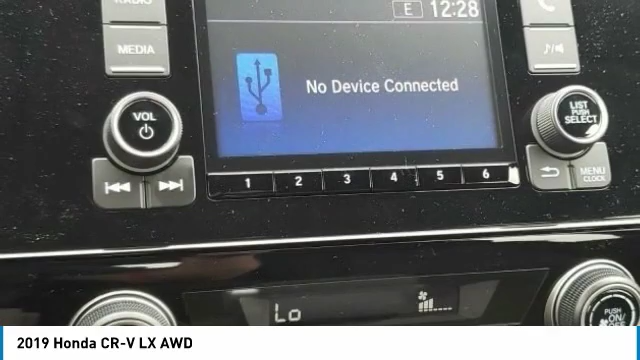 RADIO
E 12:28
MEDIA
No Device Connected
VOL
LIST
PUSH
SELECT
1 2 3 4 5 6
MENU
CLOCK
Lo
PUSH
ON/
OFF
2019 Honda CR-V LX AWD